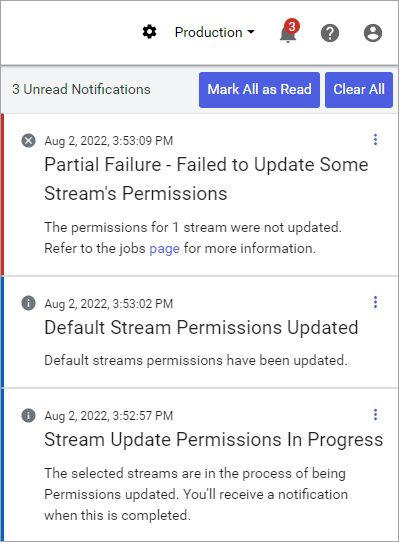 Production
3
3 Unread Notifications
Mark All as Read
Clear All
Aug 2, 2022, 3:53:09 PM
Partial Failure - Failed to Update Some
Stream's Permissions
The permissions for 1 stream were not updated.
Refer to the jobs page for more information.
Aug 2, 2022, 3:53:02 PM
Default Stream Permissions Updated
Default streams permissions have been updated.
Aug 2, 2022, 3:52:57 PM
Stream Update Permissions In Progress
The selected streams are in the process of being
Permissions updated. You'll receive a notification
when this is completed.